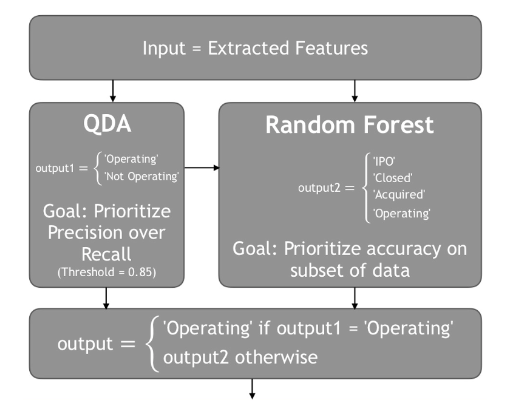 Input = Extracted Features
QDA
output1 = { 'Operating'
'Not Operating'
Goal: Prioritize
Precision over
Recall
(Threshold = 0.85)
Random Forest
output2 = { 'IPO'
'Closed'
'Acquired'
'Operating'
Goal: Prioritize accuracy on
subset of data
output = { 'Operating' if output1 = 'Operating'
output2 otherwise